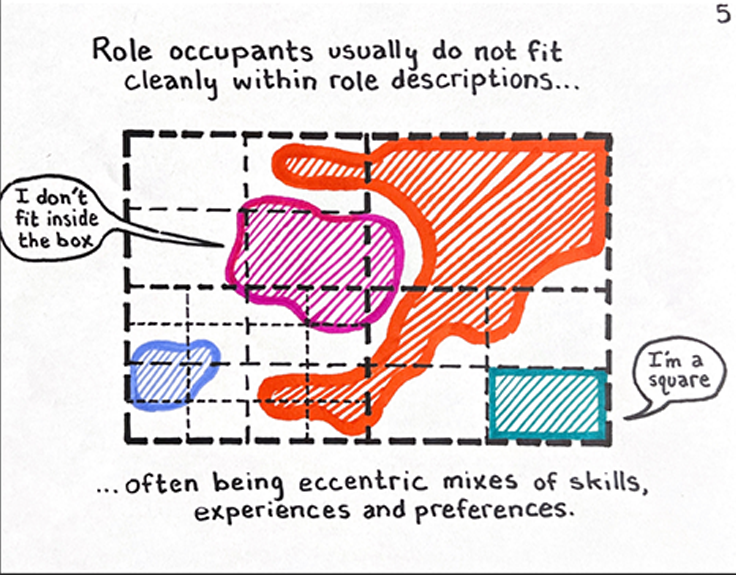 5
Role occupants usually do not fit
cleanly within role descriptions...
I don't
fit inside
the box
I'm a
square
...often being eccentric mixes of skills,
experiences and preferences.